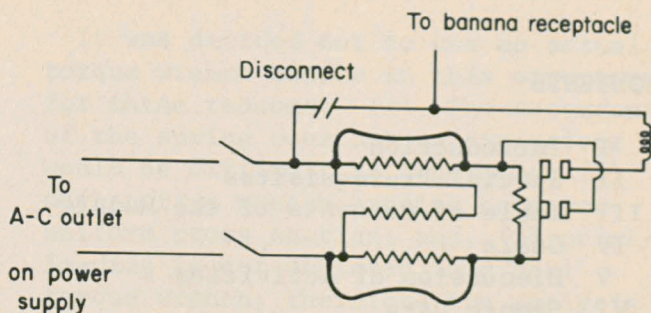 To banana receptacle
Disconnect
To
A-C outlet
on power
supply